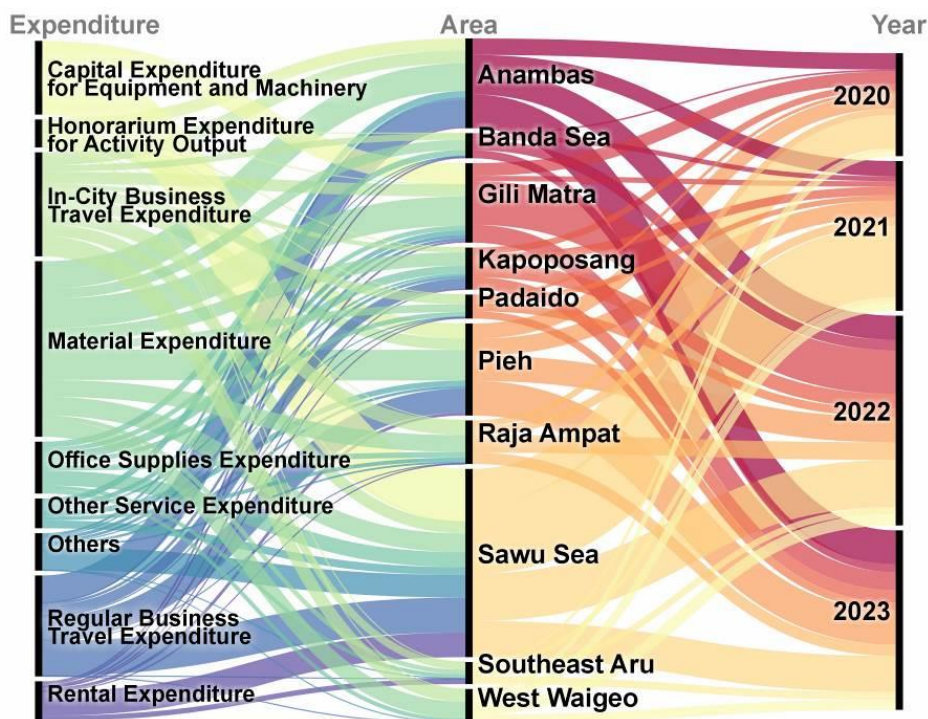 Expenditure
Area
Year
Capital Expenditure
for Equipment and Machinery
Honorarium Expenditure
for Activity Output
In-City Business
Travel Expenditure
Material Expenditure
Office Supplies Expenditure
Other Service Expenditure
Others
Regular Business
Travel Expenditure
Rental Expenditure
Anambas
Banda Sea
Gili Matra
Kapoposang
Padaido
Pieh
Raja Ampat
Sawu Sea
Southeast Aru
West Waigeo
2020
2021
2022
2023